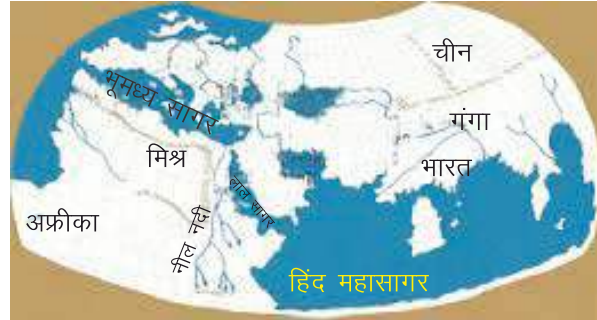 चीन
भूमध्य सागर
गंगा
मिश्र
भारत
लाल सागर
अफ्रीका
नील नदी
हिंद महासागर